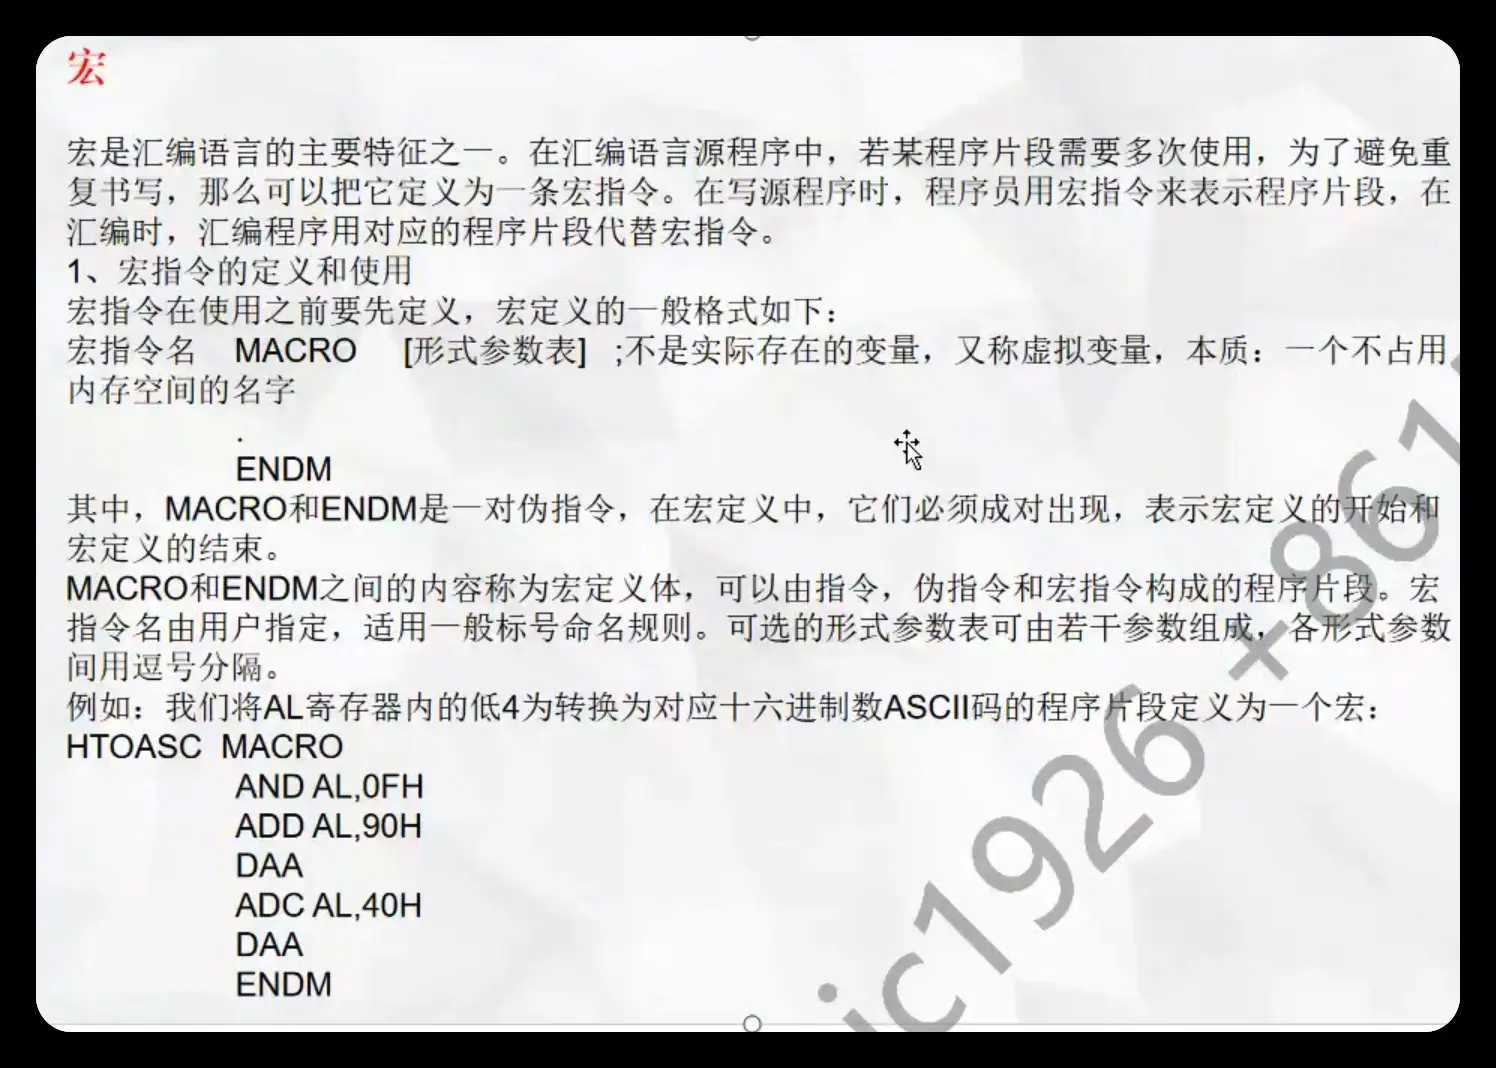 宏
宏是汇编语言的主要特征之一。在汇编语言源程序中，若某程序片段需要多次使用，为了避免重
复书写，那么可以把它定义为一条宏指令。在写源程序时，程序员用宏指令来表示程序片段，在
汇编时，汇编程序用对应的程序片段代替宏指令。
1、宏指令的定义和使用
宏指令在使用之前要先定义，宏定义的一般格式如下：
宏指令名 MACRO [形式参数表] ;不是实际存在的变量，又称虚拟变量，本质：一个不占用
内存空间的名字
.
ENDM
其中，MACRO和ENDM是一对伪指令，在宏定义中，它们必须成对出现，表示宏定义的开始和
宏定义的结束。
MACRO和ENDM之间的内容称为宏定义体，可以由指令，伪指令和宏指令构成的程序片段。宏
指令名由用户指定，适用一般标号命名规则。可选的形式参数表可由若干参数组成，各形式参数
间用逗号分隔。
例如：我们将AL寄存器内的低4为转换为对应十六进制数ASCII码的程序片段定义为一个宏：
HTOASC MACRO
AND AL,0FH
ADD AL,90H
DAA
ADC AL,40H
DAA
ENDM
ic1926 +861